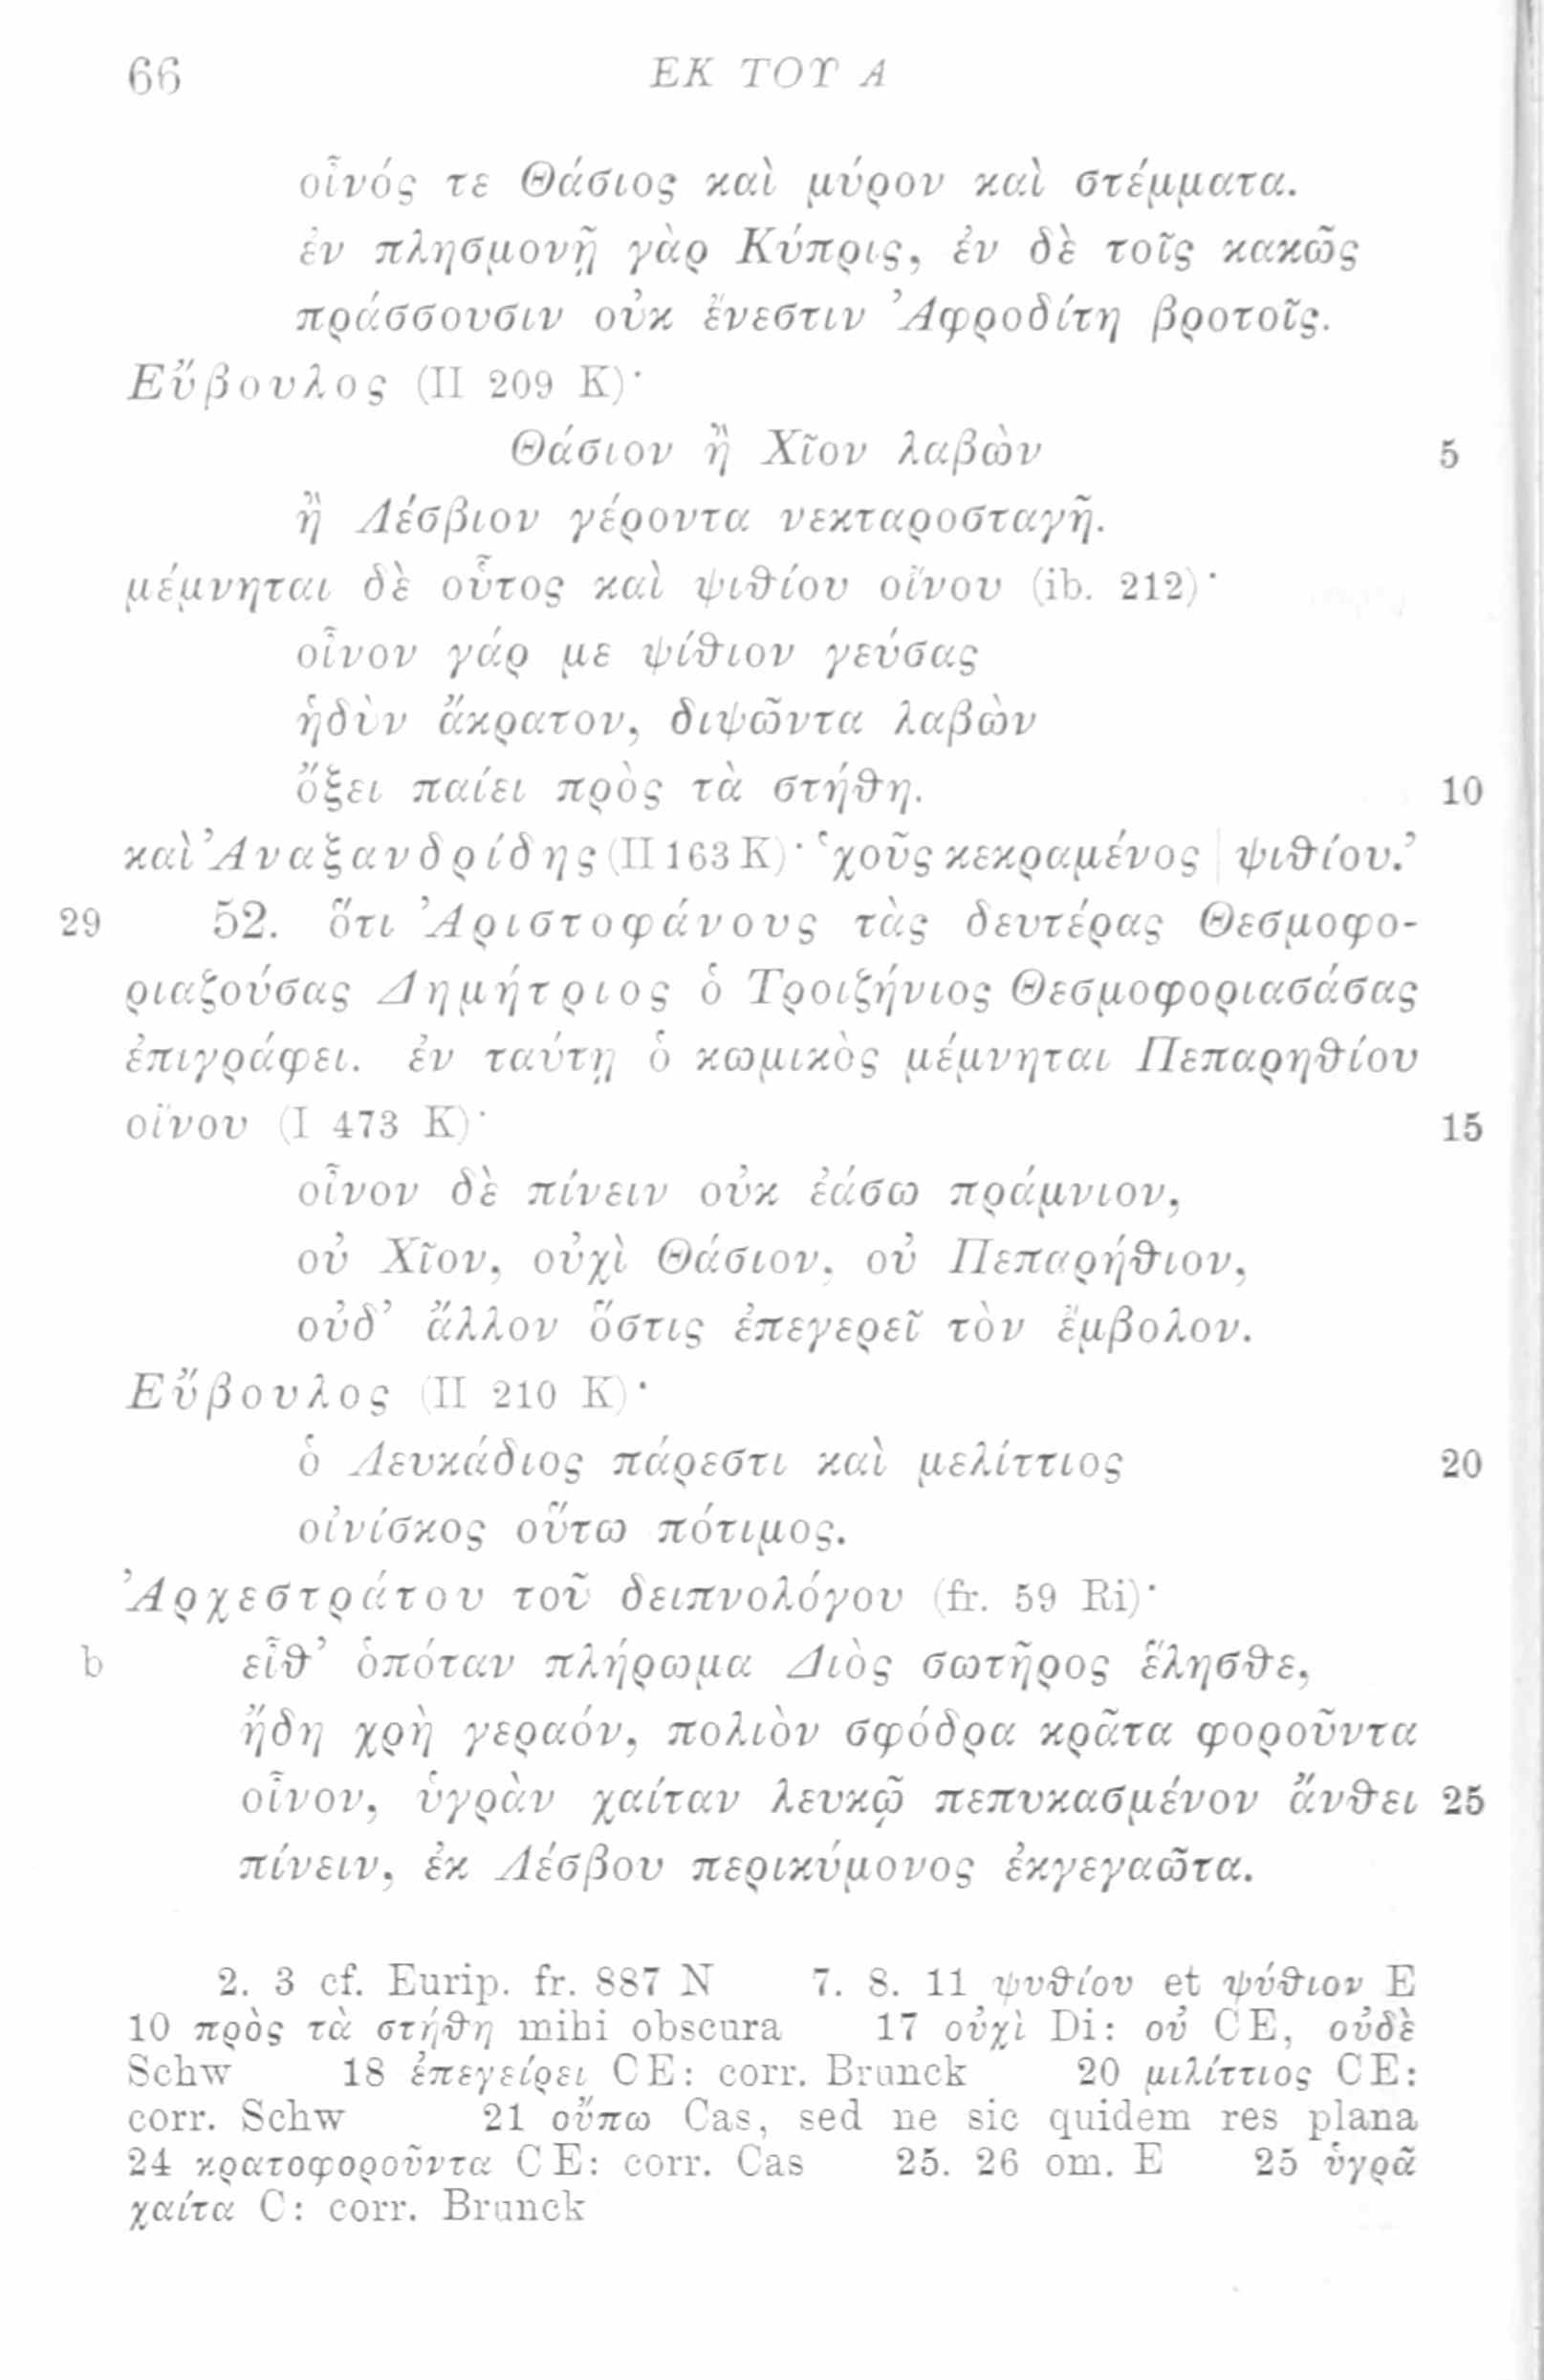 66 ΕΚ ΤΟΥ Α
οἶνός τε Θάσιος καὶ μύρον καὶ στέμματα.
ἐν πλησμονῇ γὰρ Κύπρις, ἐν δὲ τοῖς κακῶς
πράσσουσιν οὐκ ἔνεστιν Ἀφροδίτη βροτοῖς.
Εὔβουλος (II 209 K)·
Θάσιον ἢ Χῖον λαβὼν 5
ἢ Λέσβιον γέροντα νεκταροσταγῆ.
μέμνηται δὲ οὗτος καὶ ψιθίου οἴνου (ib. 212)·
οἶνον γάρ με ψίθιον γεύσας
ἡδὺν ἄκρατον, διψῶντα λαβὼν
ὄξει παίει πρὸς τὰ στήθη. 10
καὶ Ἀναξανδρίδης (II 163 K)· ʽχοῦς κεκραμένος | ψιθίου.ʼ
29 52. ὅτι Ἀριστοφάνους τὰς δευτέρας Θεσμοφο-
ριαζούσας Δημήτριος ὁ Τροιζήνιος Θεσμοφοριασάσας
ἐπιγράφει. ἐν ταύτῃ ὁ κωμικὸς μέμνηται Πεπαρηθίου
οἴνου (I 473 K)· 15
οἶνον δὲ πίνειν οὐκ ἐάσω πράμνιον,
οὐ Χῖον, οὐχὶ Θάσιον, οὐ Πεπαρήθιον,
οὐδʼ ἄλλον ὅστις ἐπεγερεῖ τὸν ἔμβολον.
Εὔβουλος (II 210 K)·
ὁ Λευκάδιος πάρεστι καὶ μελίττιος 20
οἰνίσκος οὕτω πότιμος.
Ἀρχεστράτου τοῦ δειπνολόγου (fr. 59 Ri)·
b εἶθʼ ὁπόταν πλήρωμα Διὸς σωτῆρος ἕλησθε,
ἤδη χρὴ γεραόν, πολιὸν σφόδρα κρᾶτα φοροῦντα
οἶνον, ὑγρὰν χαίταν λευκῷ πεπυκασμένον ἄνθει 25
πίνειν, ἐκ Λέσβου περικύμονος ἐκγεγαῶτα.
2. 3 cf. Eurip. fr. 887 N 7. 8. 11 ψυθίου et ψύθιον E
10 πρὸς τὰ στήθη mihi obscura 17 οὐχὶ Di: οὐ CE, οὐδὲ
Schw 18 ἐπεγείρει CE: corr. Brunck 20 μιλίττιος CE:
corr. Schw 21 οὔπω Cas, sed ne sic quidem res plana
24 κρατοφοροῦντα CE: corr. Cas 25. 26 om. E 25 ὑγρᾶ
χαίτα C: corr. Brunck